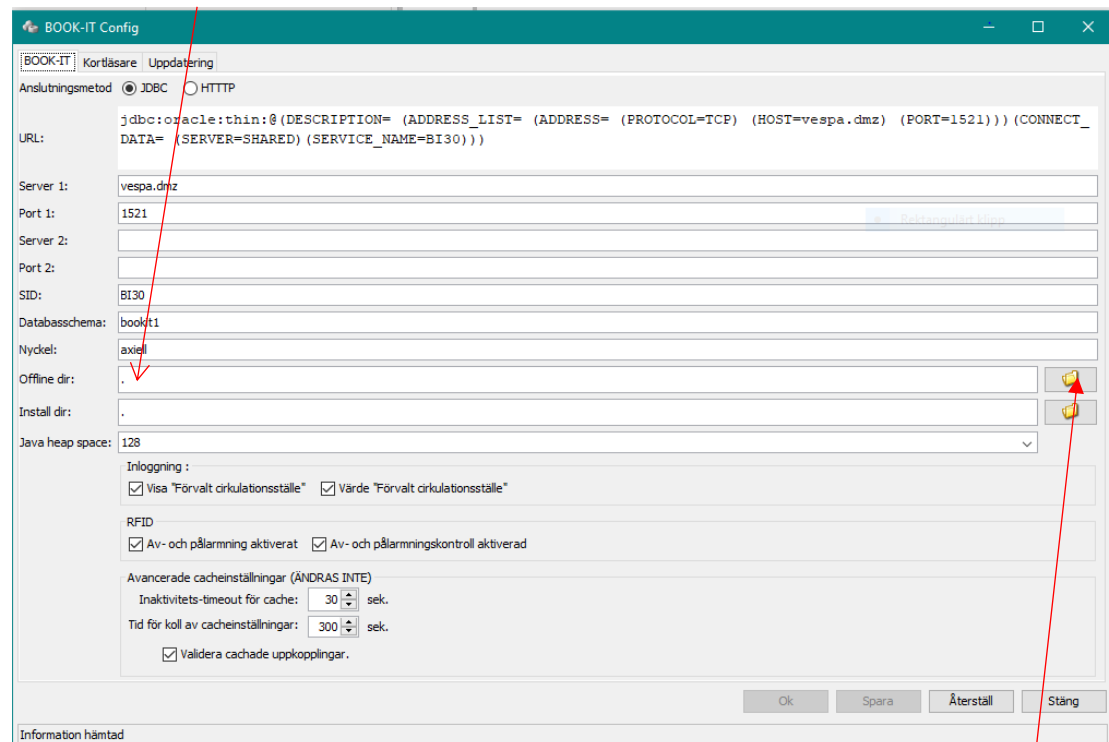 BOOK-IT Config
BOOK-IT Kortläsare Uppdatering
Anslutningsmetod JDBC HTTTP
URL: jdbc:oracle:thin:@(DESCRIPTION= (ADDRESS_LIST= (ADDRESS= (PROTOCOL=TCP) (HOST=vespa.dmz) (PORT=1521)))(CONNECT_
DATA= (SERVER=SHARED)(SERVICE_NAME=BI30)))
Server 1: vespa.dmz
Port 1: 1521
Rektangulärt klipp
Server 2:
Port 2:
SID: BI30
Databasschema: bookit1
Nyckel: axiell
Offline dir: .
Install dir: .
Java heap space: 128
Inloggning :
Visa "Förvalt cirkulationsställe" Värde "Förvalt cirkulationsställe"
RFID
Av- och pålarmning aktiverat Av- och pålarmningskontroll aktiverad
Avancerade cacheinställningar (ÄNDRAS INTE)
Inaktivitets-timeout för cache: 30 sek.
Tid för koll av cacheinställningar: 300 sek.
Validera cachade uppkopplingar.
Ok Spara Återställ Stäng
Information hämtad